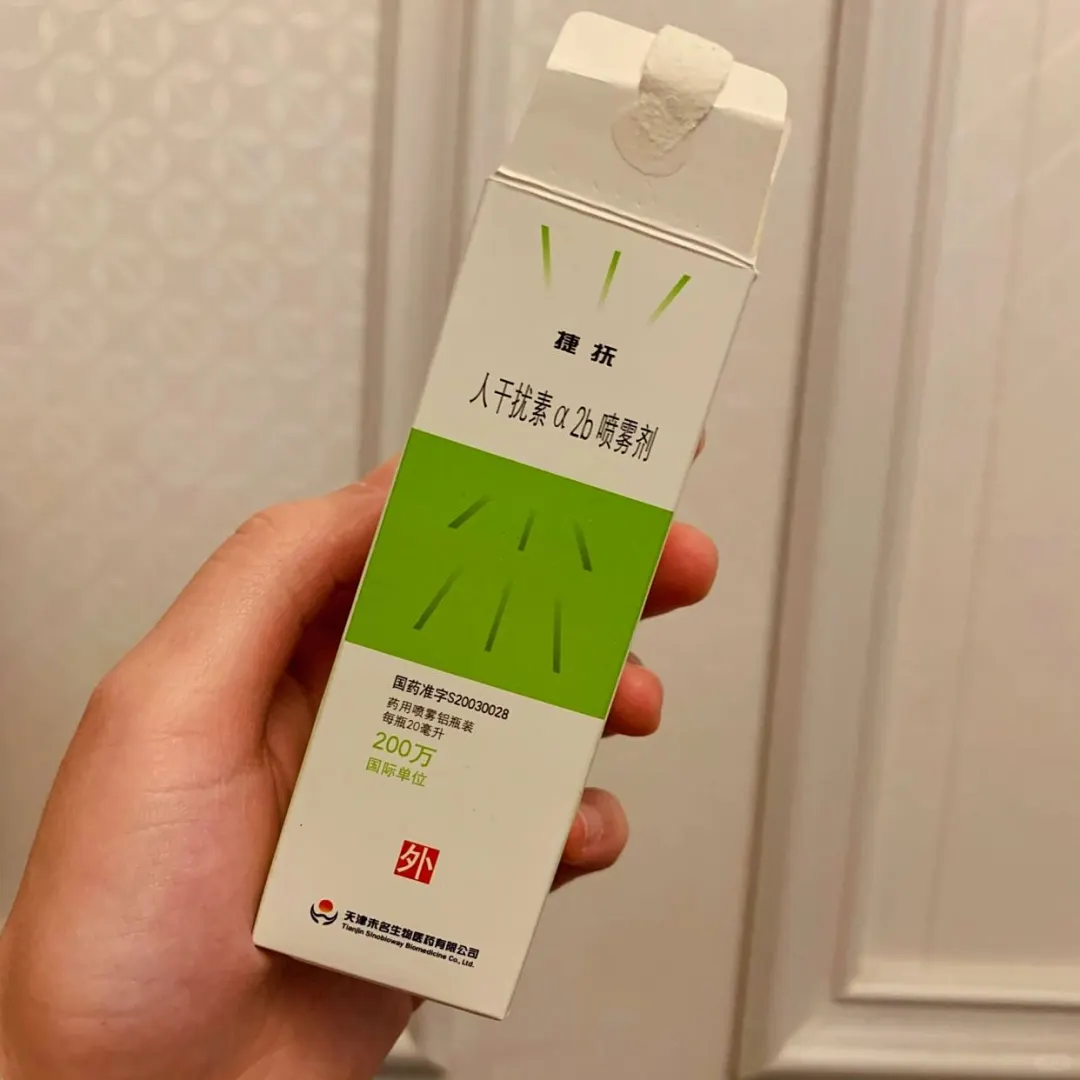 捷抚
人干扰素α2b喷雾剂
国药准字S20030028
药用喷雾铝瓶装
每瓶20毫升
200万
国际单位
外
天津未名生物医药有限公司
Tianjin Sinobioway Biomedicine Co., Ltd.